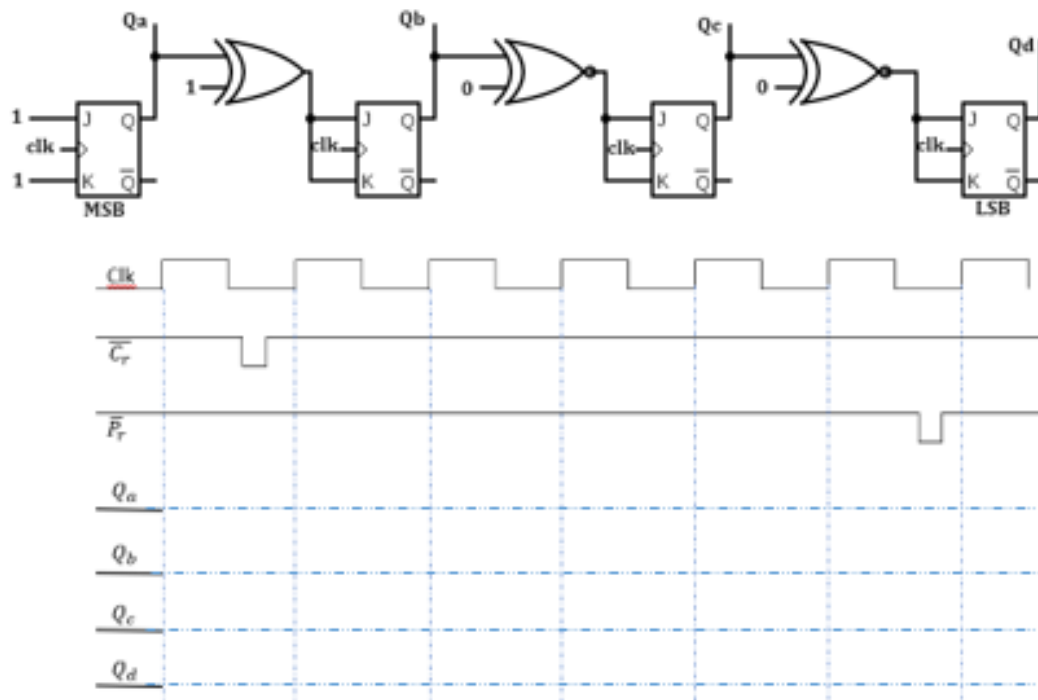 Qa Qb Qc Qd
1 0 0
1 J Q J Q J Q J Q
clk clk clk clk
1 K Q̅ K Q̅ K Q̅ K Q̅
MSB LSB
Clk
C̅r̅
P̅r
Qa
Qb
Qc
Qd